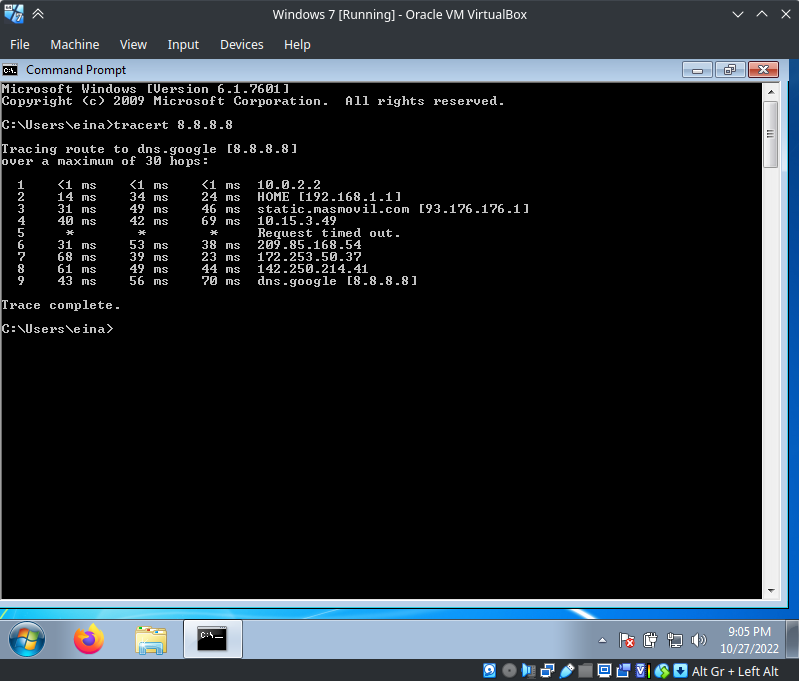 Windows 7 [Running] - Oracle VM VirtualBox
File Machine View Input Devices Help
C:\. Command Prompt
Microsoft Windows [Version 6.1.7601]
Copyright (c) 2009 Microsoft Corporation.  All rights reserved.
C:\Users\eina>tracert 8.8.8.8
Tracing route to dns.google [8.8.8.8]
over a maximum of 30 hops:
  1    <1 ms    <1 ms    <1 ms  10.0.2.2
  2    14 ms    34 ms    24 ms  HOME [192.168.1.1]
  3    31 ms    49 ms    46 ms  static.masmovil.com [93.176.176.1]
  4    40 ms    42 ms    69 ms  10.15.3.49
  5     *        *        *     Request timed out.
  6    31 ms    53 ms    38 ms  209.85.168.54
  7    68 ms    39 ms    23 ms  172.253.50.37
  8    61 ms    49 ms    44 ms  142.250.214.41
  9    43 ms    56 ms    70 ms  dns.google [8.8.8.8]
Trace complete.
C:\Users\eina>
C:\.
9:05 PM
10/27/2022
Alt Gr + Left Alt